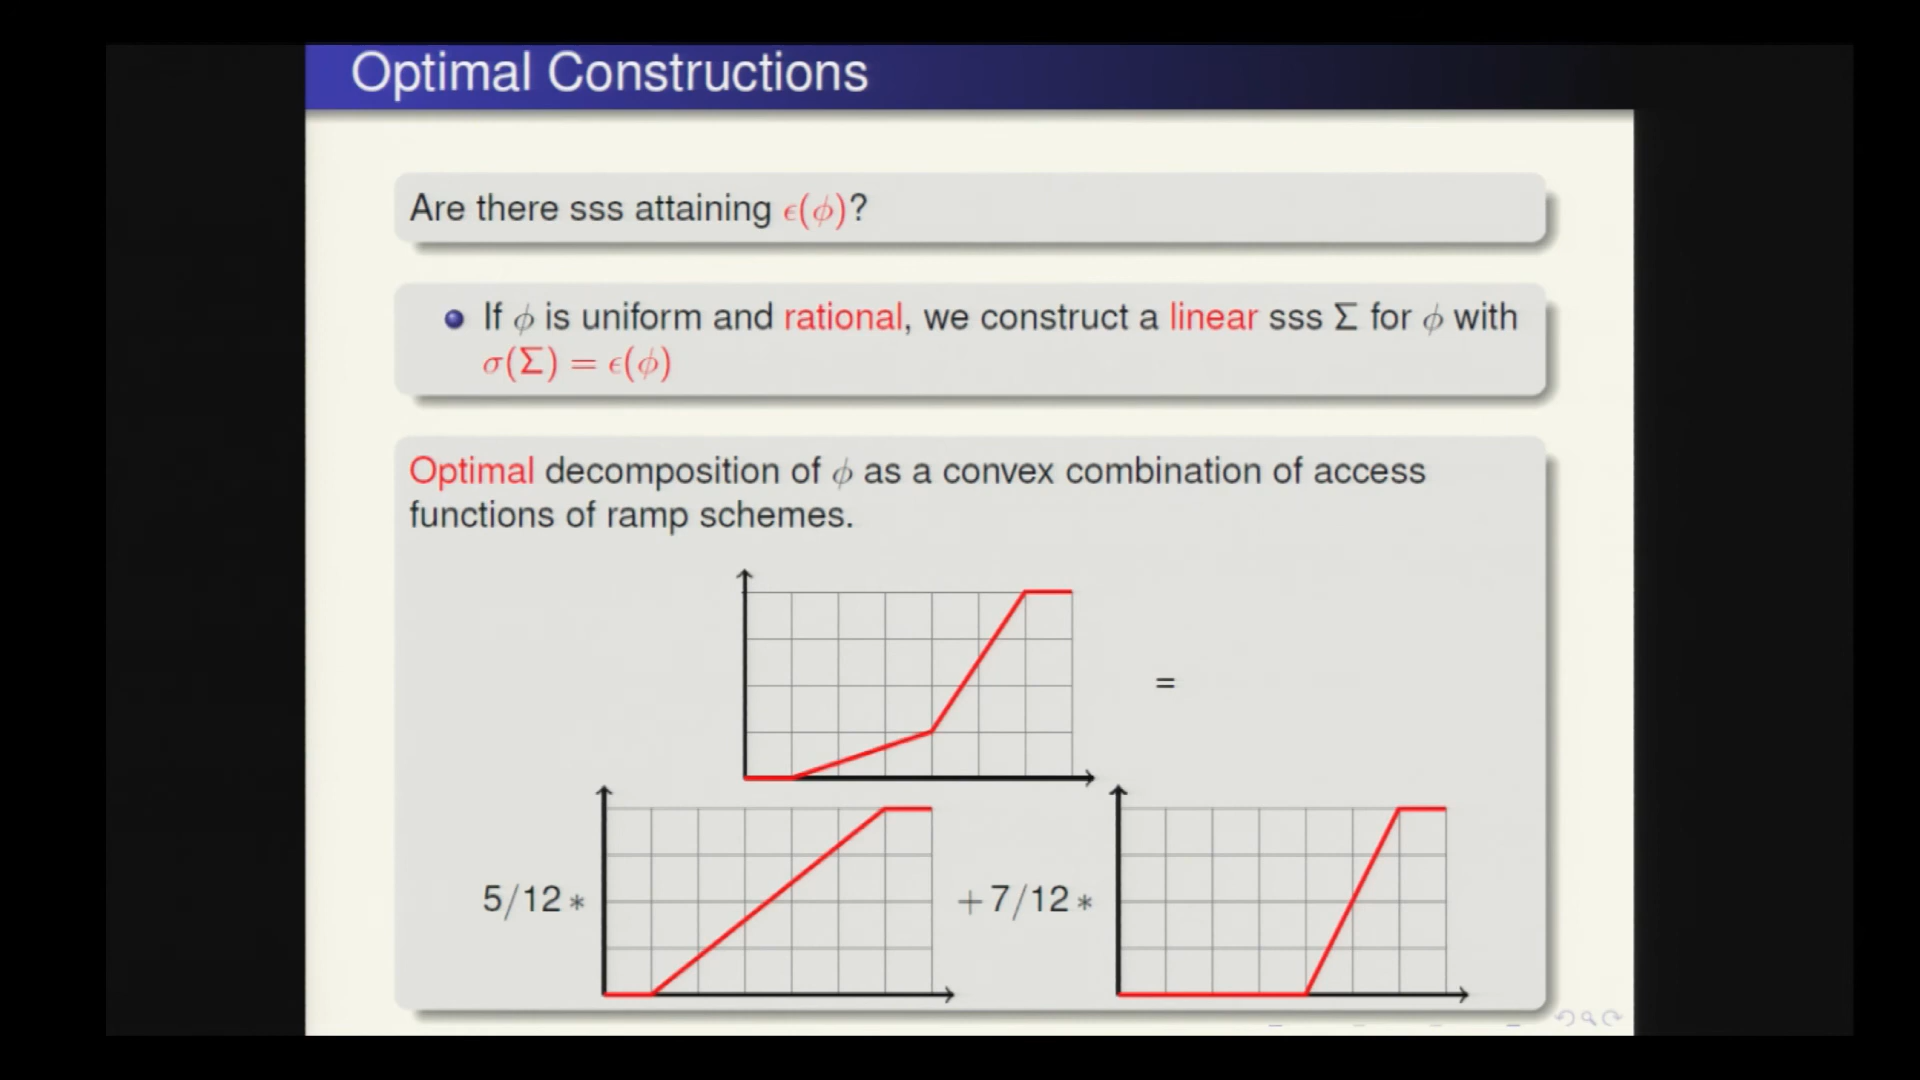 Optimal Constructions
Are there sss attaining ϵ(ϕ)?
If ϕ is uniform and rational, we construct a linear sss Σ for ϕ with
σ(Σ) = ϵ(ϕ)
Optimal decomposition of ϕ as a convex combination of access
functions of ramp schemes.
=
5/12 ∗
+ 7/12 ∗